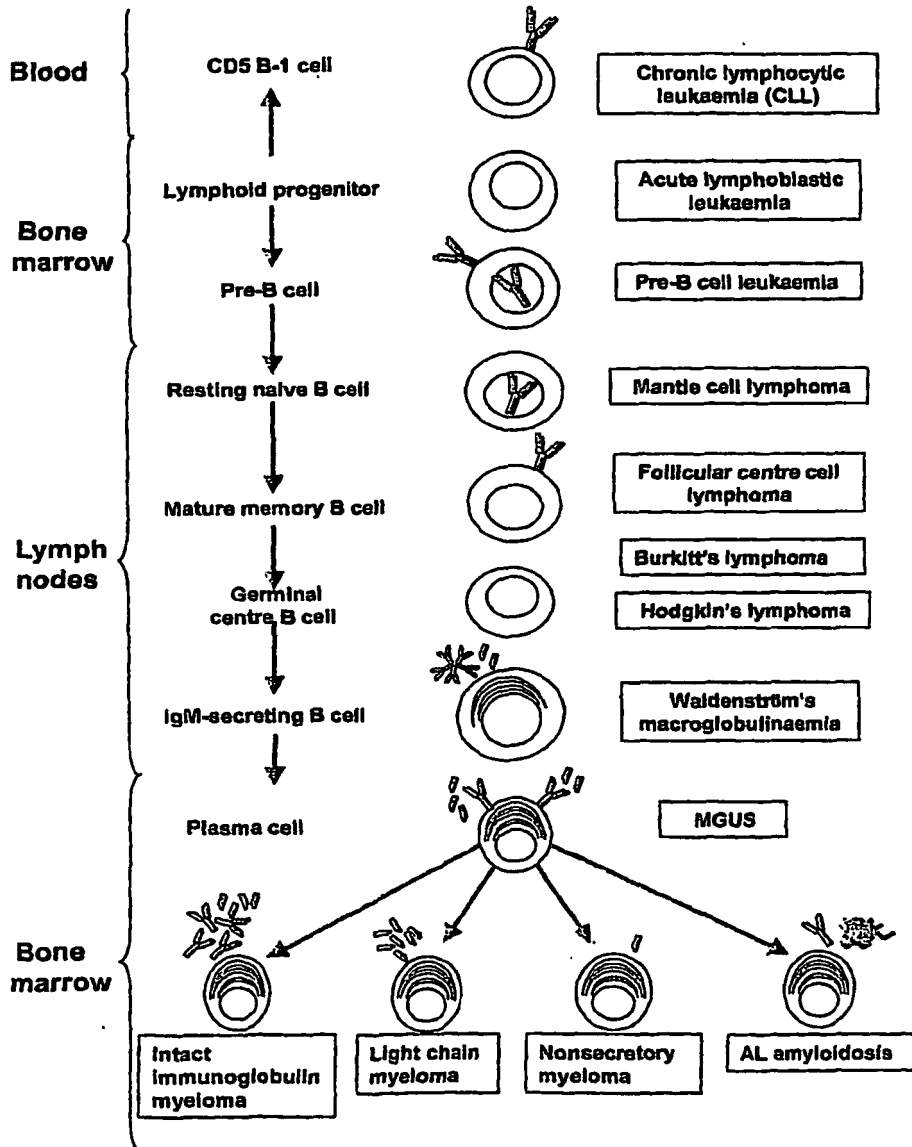 Blood
CD5 B-1 cell
Chronic lymphocytic
leukaemia (CLL)
Lymphoid progenitor
Acute lymphoblastic
leukaemia
Bone
marrow
Pre-B cell
Pre-B cell leukaemia
Resting naive B cell
Mantle cell lymphoma
Mature memory B cell
Follicular centre cell
lymphoma
Lymph
nodes
Burkitt's lymphoma
Germinal
centre B cell
Hodgkin's lymphoma
IgM-secreting B cell
Waldenström's
macroglobulinaemia
Plasma cell
MGUS
Bone
marrow
Intact
immunoglobulin
myeloma
Light chain
myeloma
Nonsecretory
myeloma
AL amyloidosis